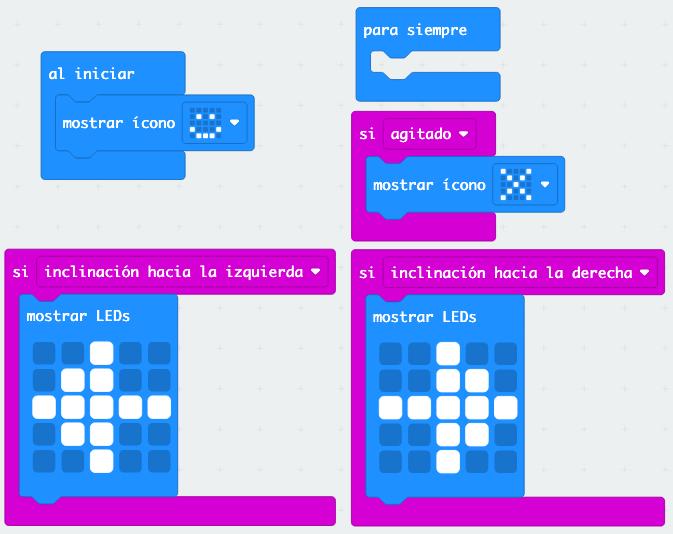 al iniciar
mostrar ícono
para siempre
si agitado
mostrar ícono
si inclinación hacia la izquierda
mostrar LEDs
si inclinación hacia la derecha
mostrar LEDs